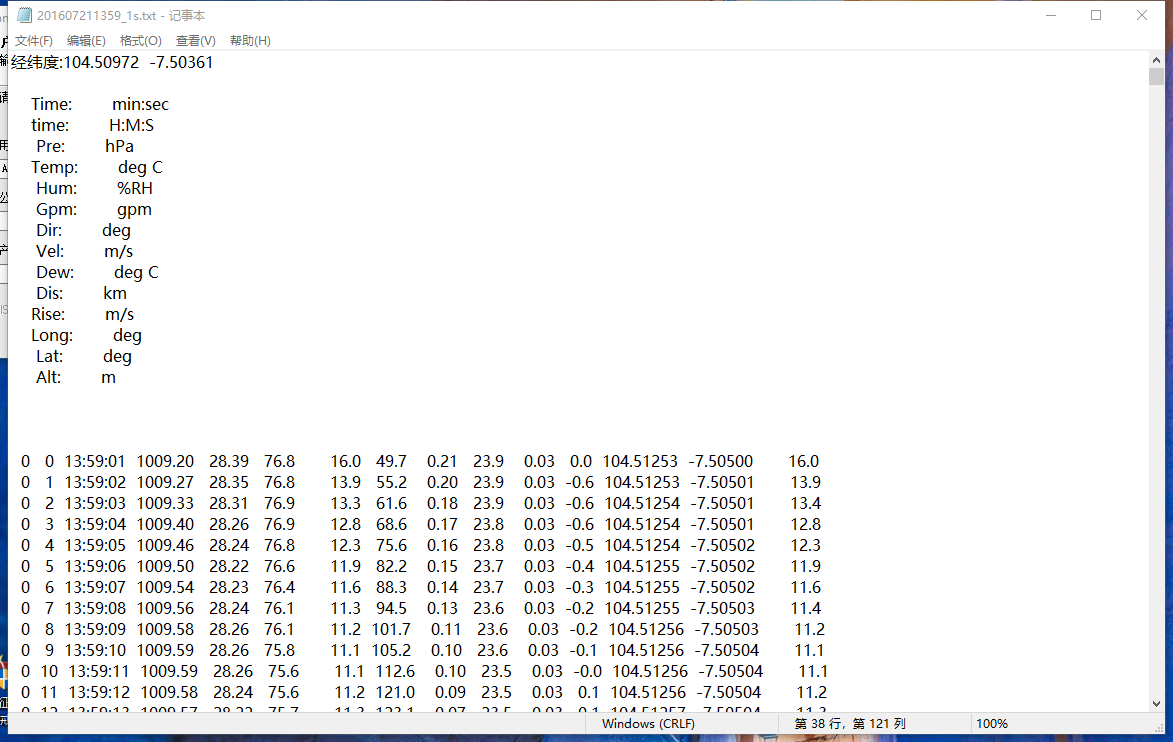 201607211359_1s.txt - 记事本
文件(F) 编辑(E) 格式(O) 查看(V) 帮助(H)
经纬度:104.50972 -7.50361
Time: min:sec
time: H:M:S
Pre: hPa
Temp: deg C
Hum: %RH
Gpm: gpm
Dir: deg
Vel: m/s
Dew: deg C
Dis: km
Rise: m/s
Long: deg
Lat: deg
Alt: m
0 0 13:59:01 1009.20 28.39 76.8 16.0 49.7 0.21 23.9 0.03 0.0 104.51253 -7.50500 16.0
0 1 13:59:02 1009.27 28.35 76.8 13.9 55.2 0.20 23.9 0.03 -0.6 104.51253 -7.50501 13.9
0 2 13:59:03 1009.33 28.31 76.9 13.3 61.6 0.18 23.9 0.03 -0.6 104.51254 -7.50501 13.4
0 3 13:59:04 1009.40 28.26 76.9 12.8 68.6 0.17 23.8 0.03 -0.6 104.51254 -7.50501 12.8
0 4 13:59:05 1009.46 28.24 76.8 12.3 75.6 0.16 23.8 0.03 -0.5 104.51254 -7.50502 12.3
0 5 13:59:06 1009.50 28.22 76.6 11.9 82.2 0.15 23.7 0.03 -0.4 104.51255 -7.50502 11.9
0 6 13:59:07 1009.54 28.23 76.4 11.6 88.3 0.14 23.7 0.03 -0.3 104.51255 -7.50502 11.6
0 7 13:59:08 1009.56 28.24 76.1 11.3 94.5 0.13 23.6 0.03 -0.2 104.51255 -7.50503 11.4
0 8 13:59:09 1009.58 28.26 76.1 11.2 101.7 0.11 23.6 0.03 -0.2 104.51256 -7.50503 11.2
0 9 13:59:10 1009.59 28.26 75.8 11.1 105.2 0.10 23.6 0.03 -0.1 104.51256 -7.50504 11.1
0 10 13:59:11 1009.59 28.26 75.6 11.1 112.6 0.10 23.5 0.03 -0.0 104.51256 -7.50504 11.1
0 11 13:59:12 1009.58 28.24 75.6 11.2 121.0 0.09 23.5 0.03 0.1 104.51256 -7.50504 11.2
Windows (CRLF) 第 38 行，第 121 列 100%